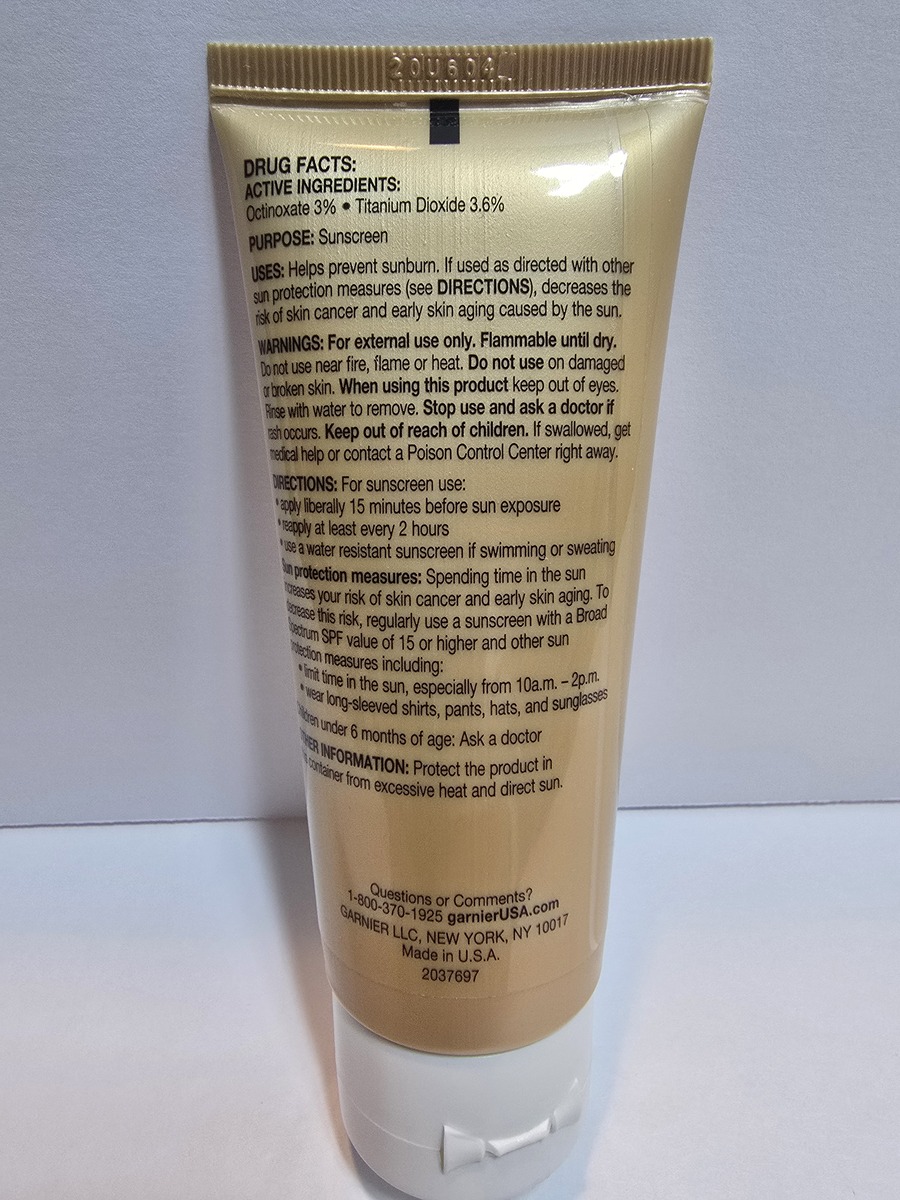 20U604
DRUG FACTS:
ACTIVE INGREDIENTS:
Octinoxate 3% • Titanium Dioxide 3.6%
PURPOSE: Sunscreen
USES: Helps prevent sunburn. If used as directed with other
sun protection measures (see DIRECTIONS), decreases the
risk of skin cancer and early skin aging caused by the sun.
WARNINGS: For external use only. Flammable until dry.
Do not use near fire, flame or heat. Do not use on damaged
or broken skin. When using this product keep out of eyes.
Rinse with water to remove. Stop use and ask a doctor if
rash occurs. Keep out of reach of children. If swallowed, get
medical help or contact a Poison Control Center right away.
DIRECTIONS: For sunscreen use:
• apply liberally 15 minutes before sun exposure
• reapply at least every 2 hours
• use a water resistant sunscreen if swimming or sweating
Sun protection measures: Spending time in the sun
creases your risk of skin cancer and early skin aging. To
decrease this risk, regularly use a sunscreen with a Broad
Spectrum SPF value of 15 or higher and other sun
protection measures including:
• limit time in the sun, especially from 10a.m. – 2p.m.
• wear long-sleeved shirts, pants, hats, and sunglasses
Children under 6 months of age: Ask a doctor
OTHER INFORMATION: Protect the product in
container from excessive heat and direct sun.
Questions or Comments?
1-800-370-1925 garnierUSA.com
GARNIER LLC, NEW YORK, NY 10017
Made in U.S.A.
2037697